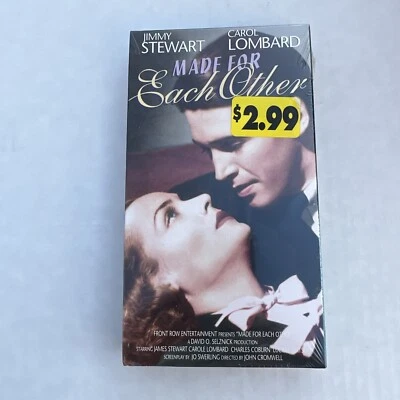 JIMMY CAROL
STEWART LOMBARD
MADE FOR
Each Other
$2.99
FRONT ROW ENTERTAINMENT PRESENTS "MADE FOR EACH OTHER"
A DAVID O. SELZNICK PRODUCTION
STARRING JAMES STEWART CAROLE LOMBARD CHARLES COBURN
SCREENPLAY BY JO SWERLING DIRECTED BY JOHN CROMWELL